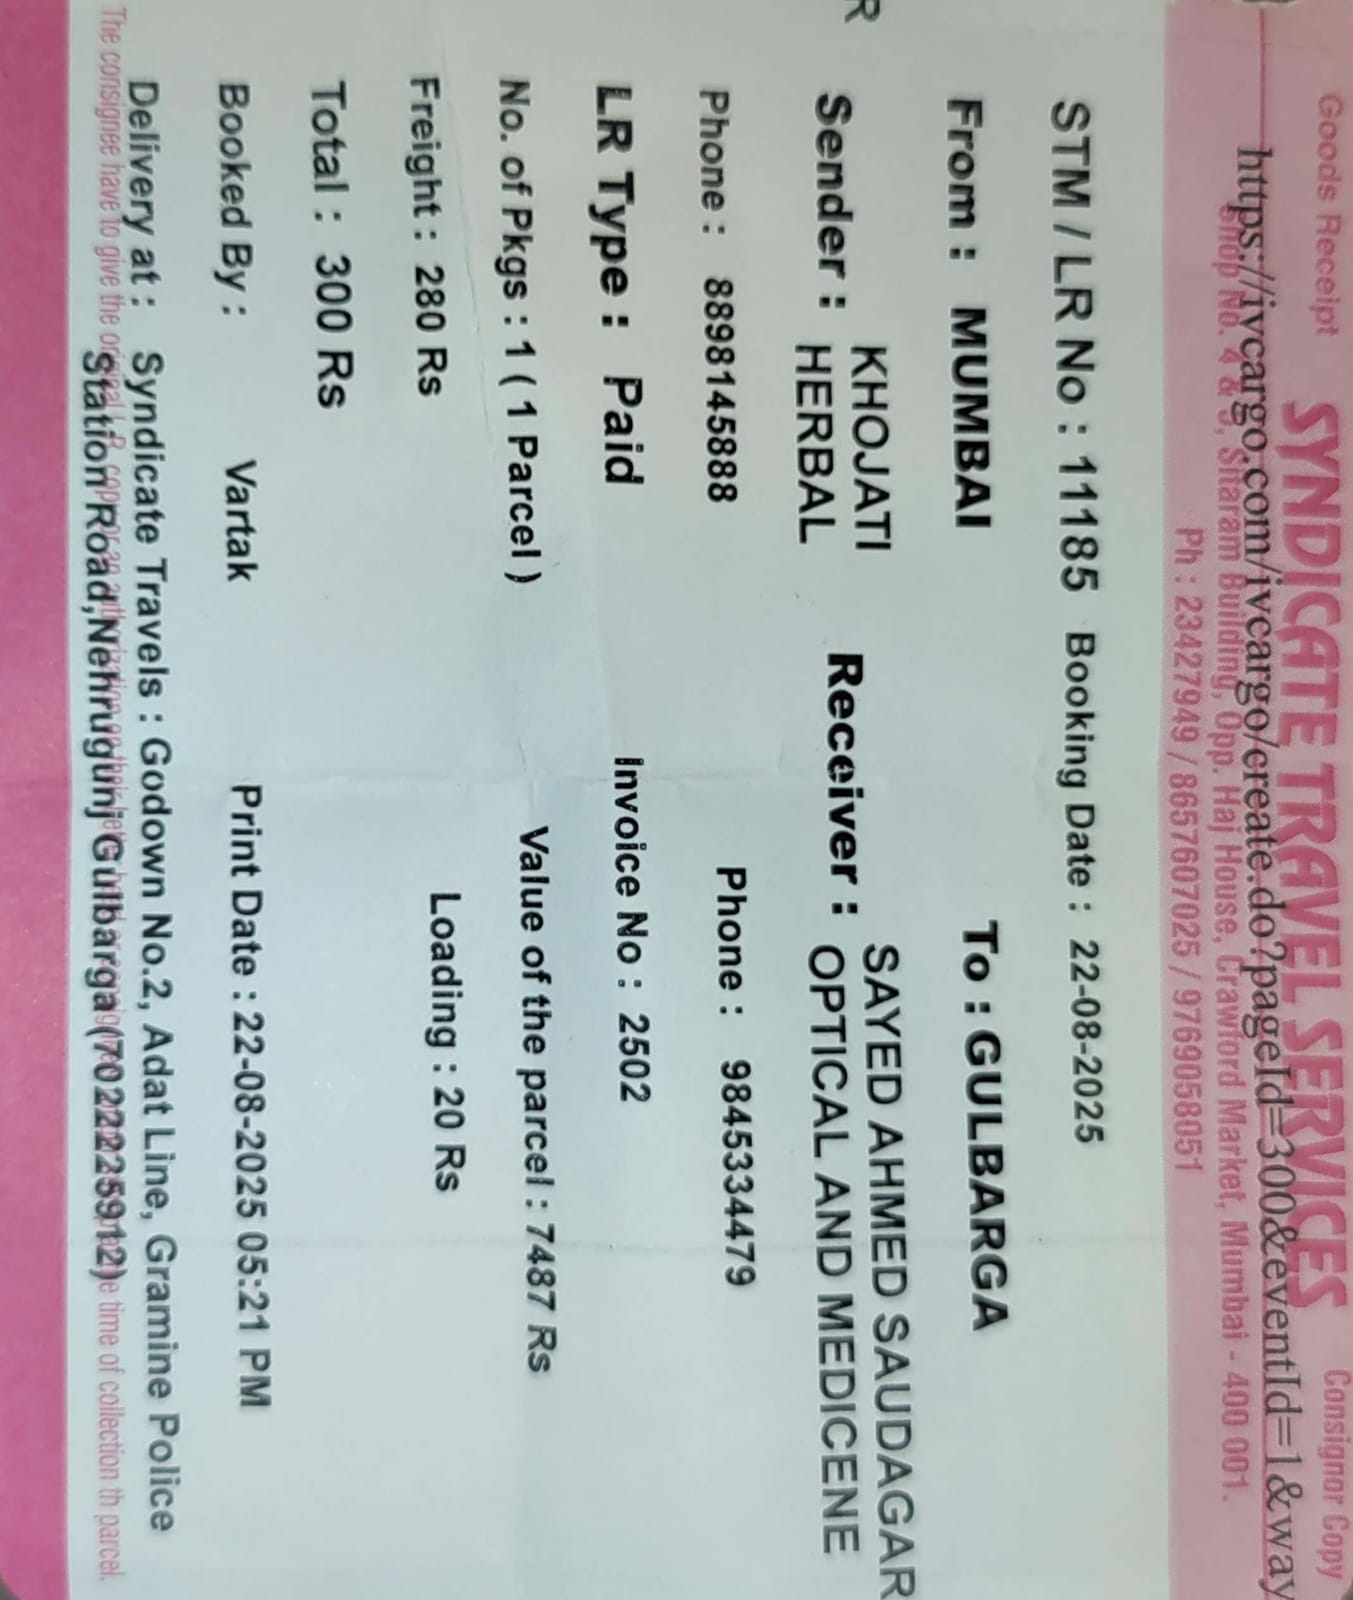 Goods Receipt SYNDICATE TRAVEL SERVICES Consignor Copy
https://ivcargo.com/ivcargo/create.do?pageId=300&eventId=1&way
Shop No. 4 & 5, Sitaram Building, Opp. Haj House, Crawford Market, Mumbai - 400 001.
Ph : 23427949 / 8657607025 / 9769058051
STM / LR No : 11185 Booking Date : 22-08-2025
From : MUMBAI To : GULBARGA
R
Sender : KHOJATI HERBAL Receiver : SAYED AHMED SAUDAGAR OPTICAL AND MEDICENE
Phone : 8898145888 Phone : 9845334479
LR Type : Paid Invoice No : 2502
No. of Pkgs : 1 ( 1 Parcel ) Value of the parcel : 7487 Rs
Freight : 280 Rs Loading : 20 Rs
Total : 300 Rs
Booked By : Vartak Print Date : 22-08-2025 05:21 PM
Delivery at : Syndicate Travels : Godown No.2, Adat Line, Gramine Police
Station Road,Nehrugunj Gulbarga (7022225912)
The consignee have to give the original time of collection th parcel.